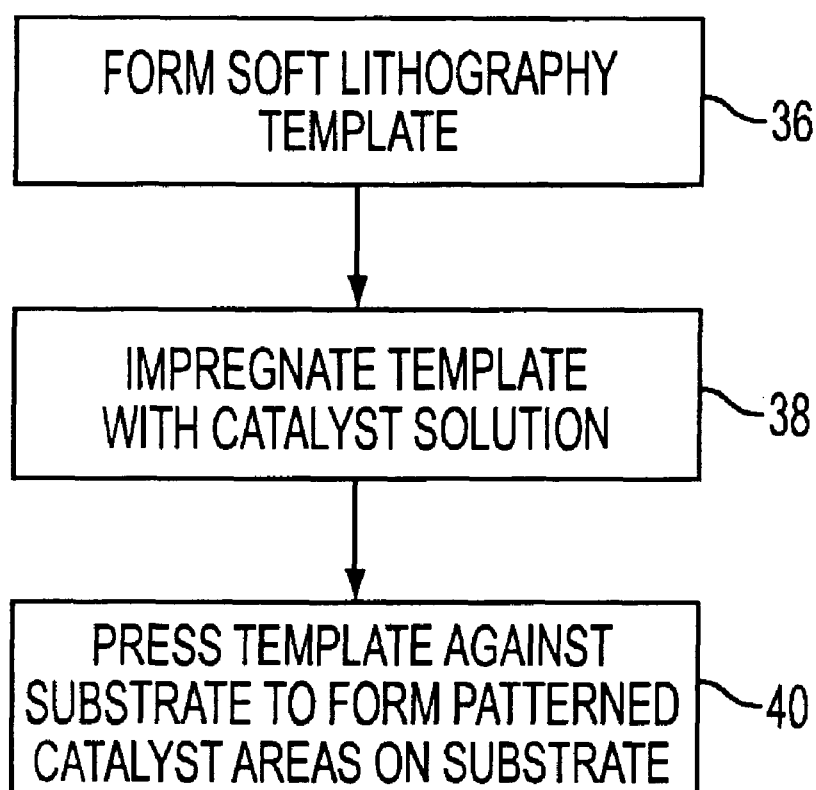 FORM SOFT LITHOGRAPHY
TEMPLATE
36
IMPREGNATE TEMPLATE
WITH CATALYST SOLUTION
38
PRESS TEMPLATE AGAINST
SUBSTRATE TO FORM PATTERNED
CATALYST AREAS ON SUBSTRATE
40